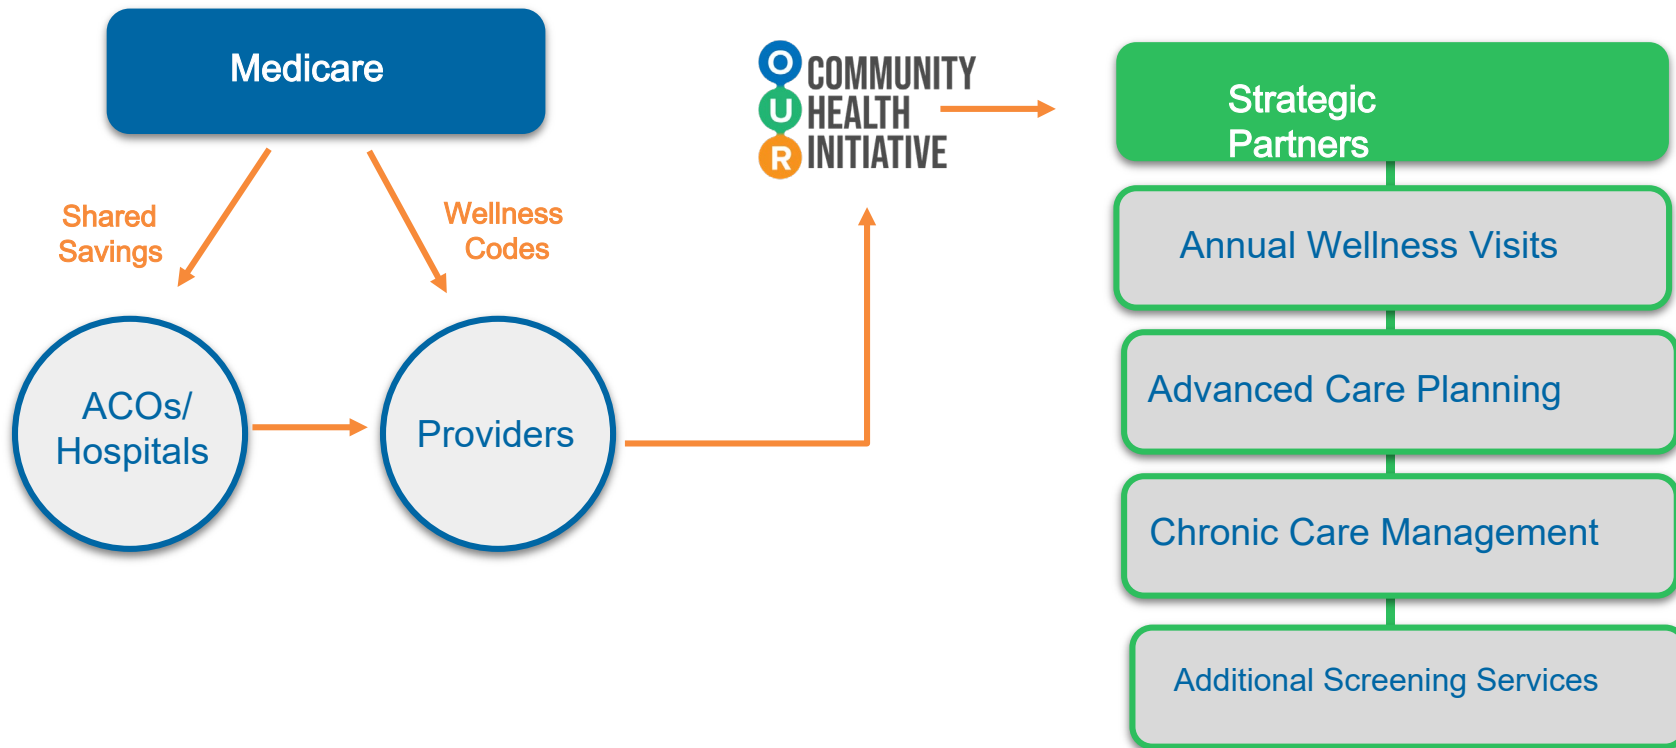 Medicare
Shared
Savings
Wellness
Codes
ACOs/
Hospitals
Providers
OUR
COMMUNITY
HEALTH
INITIATIVE
Strategic
Partners
Annual Wellness Visits
Advanced Care Planning
Chronic Care Management
Additional Screening Services